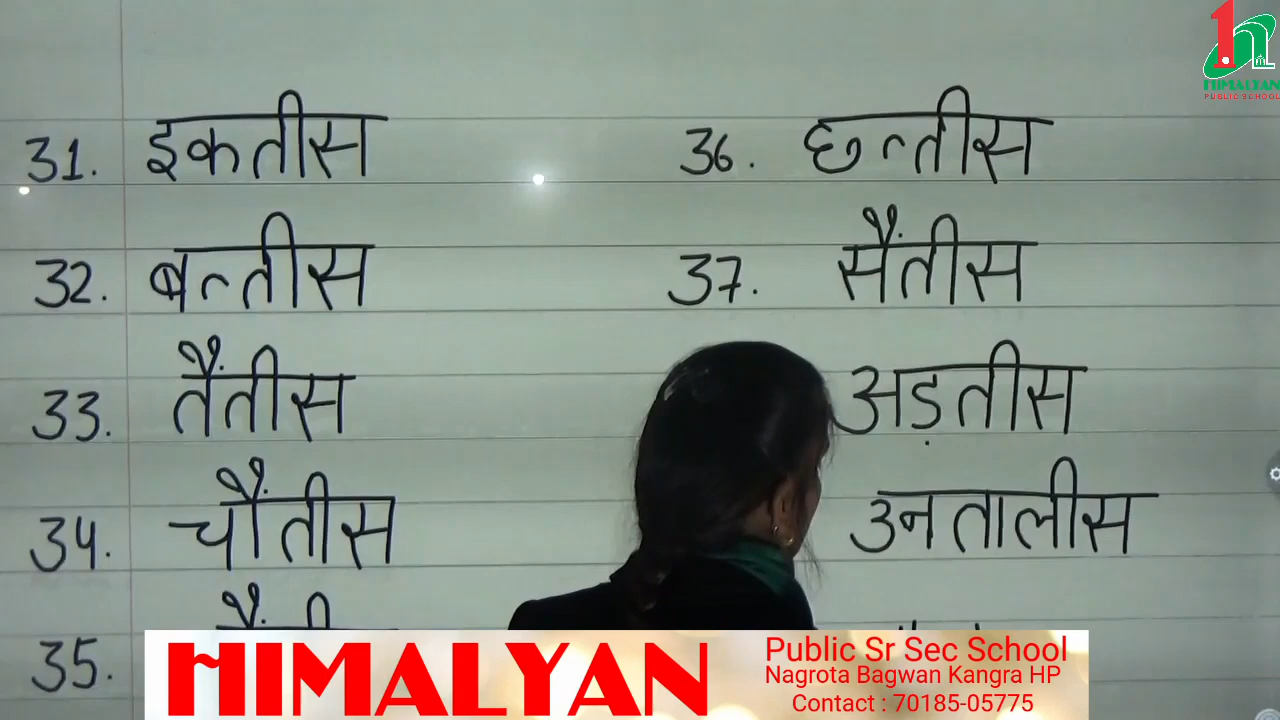 31. इकतीस
32. बत्तीस
33. तैंतीस
34. चौंतीस
35.
36. छत्तीस
37. सैंतीस
अड़तीस
उनतालीस
HIMALYAN
PUBLIC SCHOOL
HIMALYAN
Public Sr Sec School
Nagrota Bagwan Kangra HP
Contact : 70185-05775